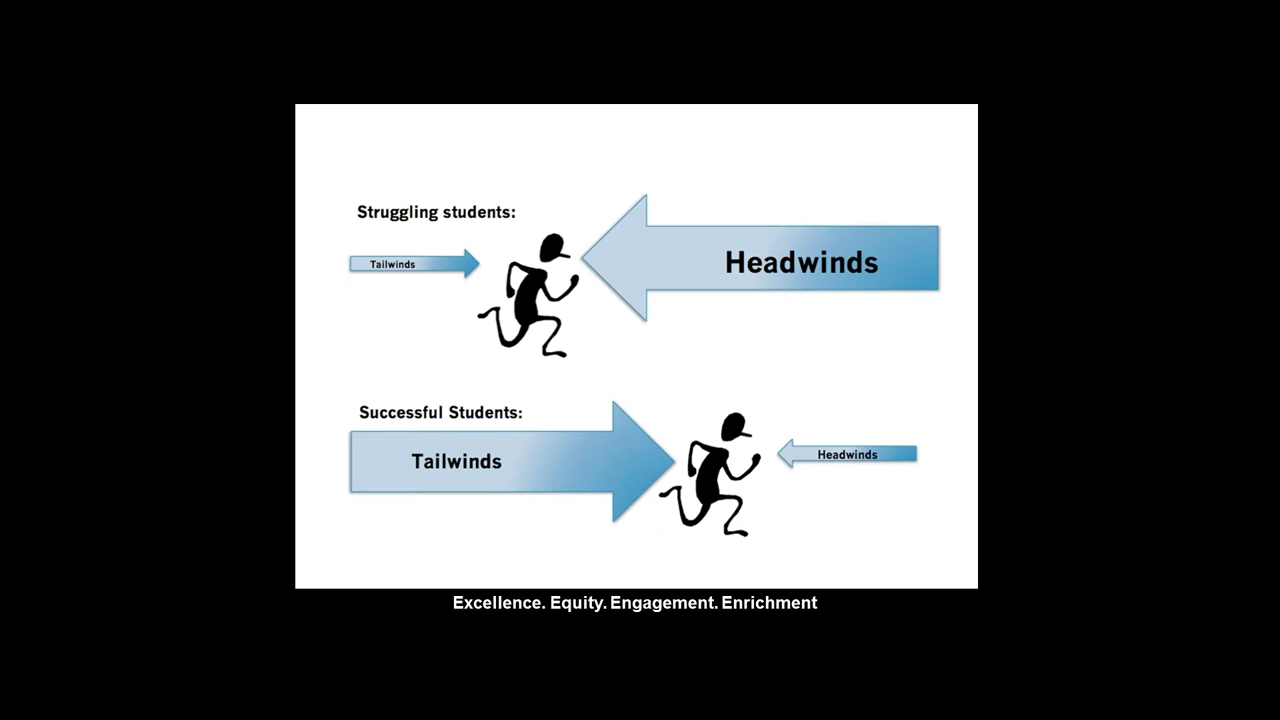 Struggling students:
Tailwinds
Headwinds
Successful Students:
Tailwinds
Headwinds
Excellence. Equity. Engagement. Enrichment